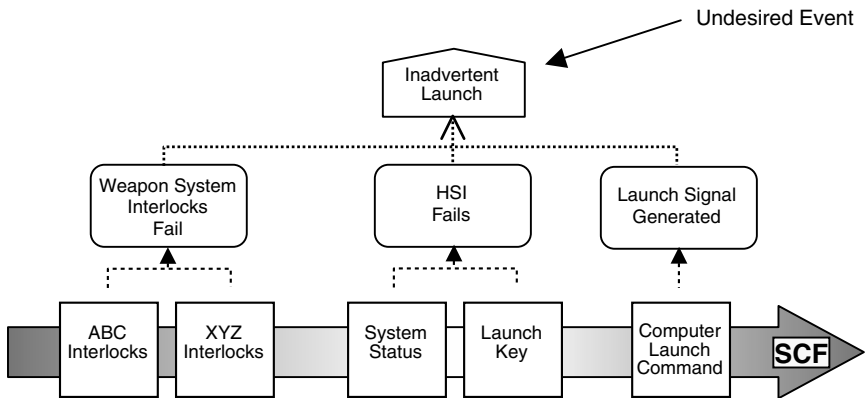 Undesired Event
Inadvertent
Launch
Weapon System
Interlocks
Fail
HSI
Fails
Launch Signal
Generated
ABC
Interlocks
XYZ
Interlocks
System
Status
Launch
Key
Computer
Launch
Command
SCF